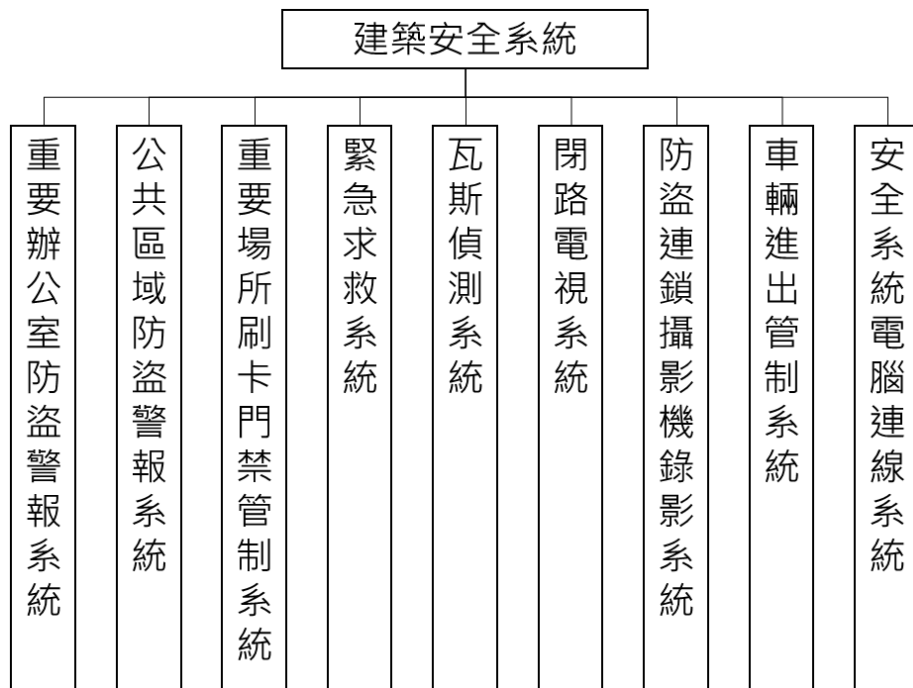 建築安全系統
重要辦公室防盜警報系統
公共區域防盜警報系統
重要場所刷卡門禁管制系統
緊急求救系統
瓦斯偵測系統
閉路電視系統
防盜連鎖攝影機錄影系統
車輛進出管制系統
安全系統電腦連線系統